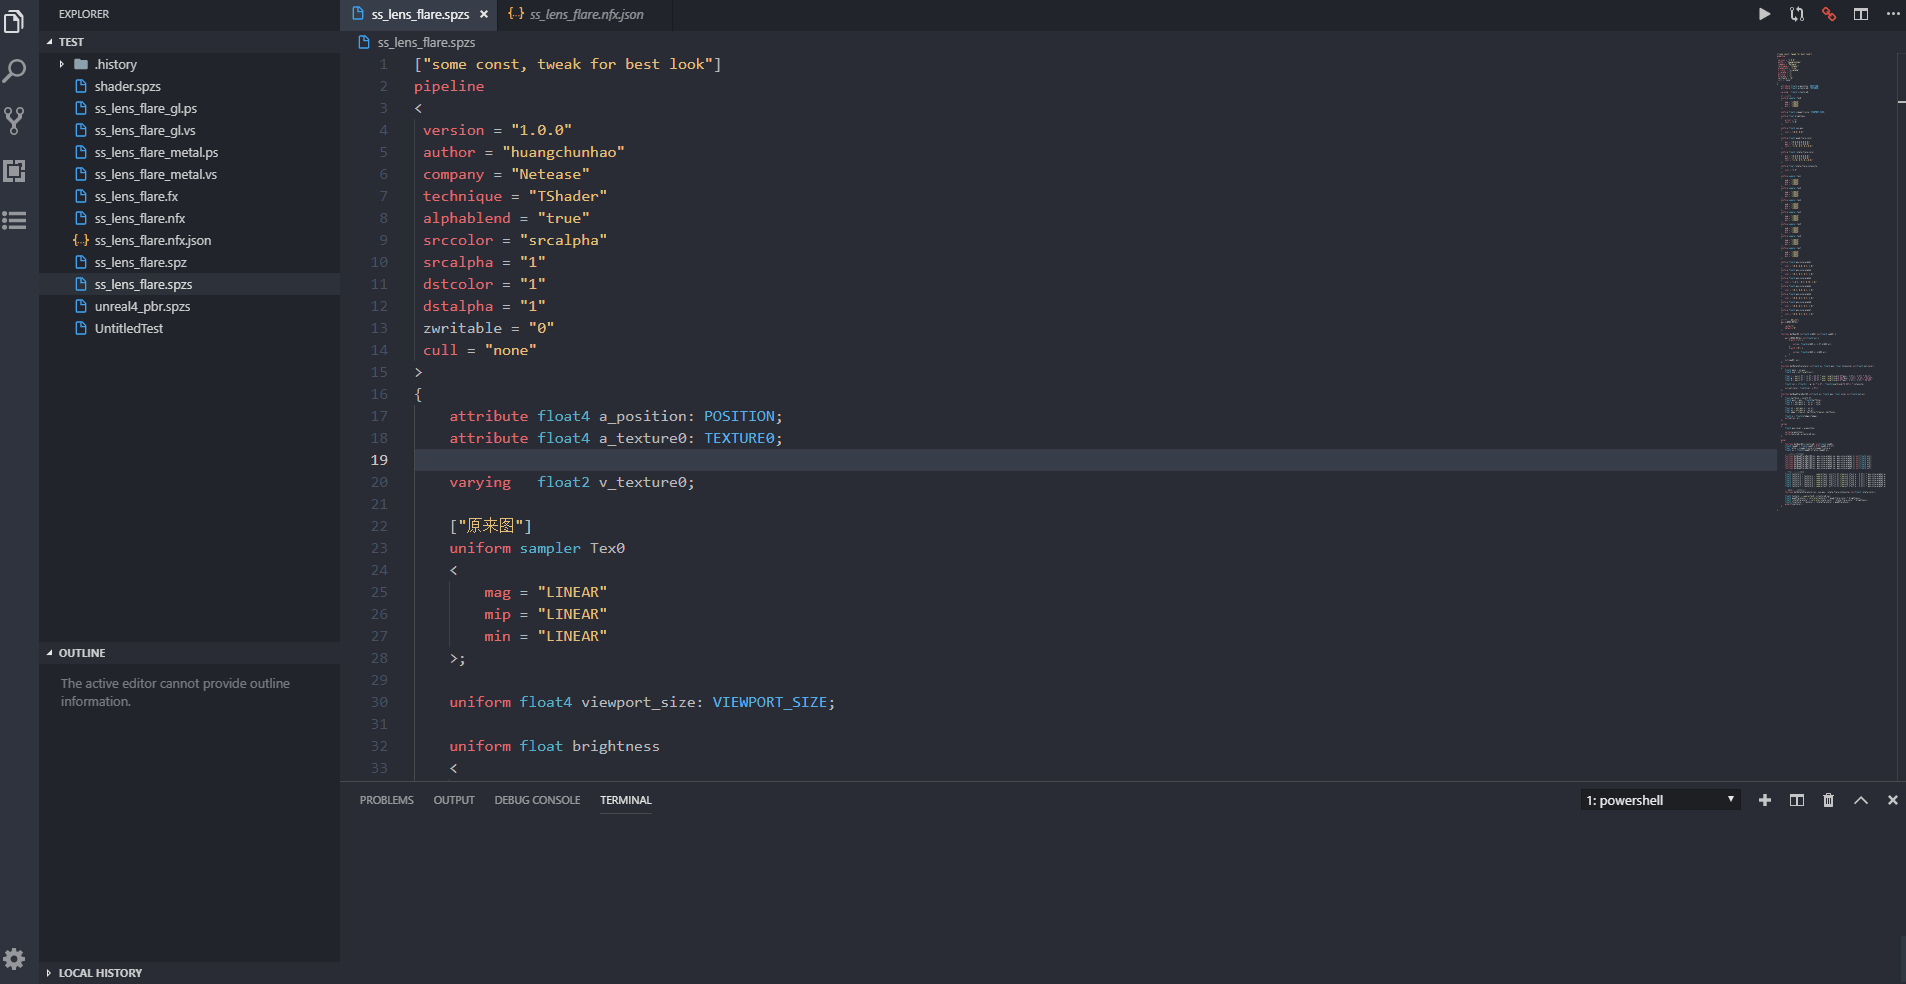 EXPLORER
TEST
.history
shader.spzs
ss_lens_flare_gl.ps
ss_lens_flare_gl.vs
ss_lens_flare_metal.ps
ss_lens_flare_metal.vs
ss_lens_flare.fx
ss_lens_flare.nfx
{..} ss_lens_flare.nfx.json
ss_lens_flare.spz
ss_lens_flare.spzs
unreal4_pbr.spzs
UntitledTest
OUTLINE
The active editor cannot provide outline
information.
LOCAL HISTORY
ss_lens_flare.spzs × {..} ss_lens_flare.nfx.json
ss_lens_flare.spzs
1 ["some const, tweak for best look"]
2 pipeline
3 <
4 version = "1.0.0"
5 author = "huangchunhao"
6 company = "Netease"
7 technique = "TShader"
8 alphablend = "true"
9 srccolor = "srcalpha"
10 srcalpha = "1"
11 dstcolor = "1"
12 dstalpha = "1"
13 zwritable = "0"
14 cull = "none"
15 >
16 {
17 attribute float4 a_position: POSITION;
18 attribute float4 a_texture0: TEXTURE0;
19
20 varying float2 v_texture0;
21
22 ["原来图"]
23 uniform sampler Tex0
24 <
25 mag = "LINEAR"
26 mip = "LINEAR"
27 min = "LINEAR"
28 >;
29
30 uniform float4 viewport_size: VIEWPORT_SIZE;
31
32 uniform float brightness
33 <
PROBLEMS OUTPUT DEBUG CONSOLE TERMINAL 1: powershell